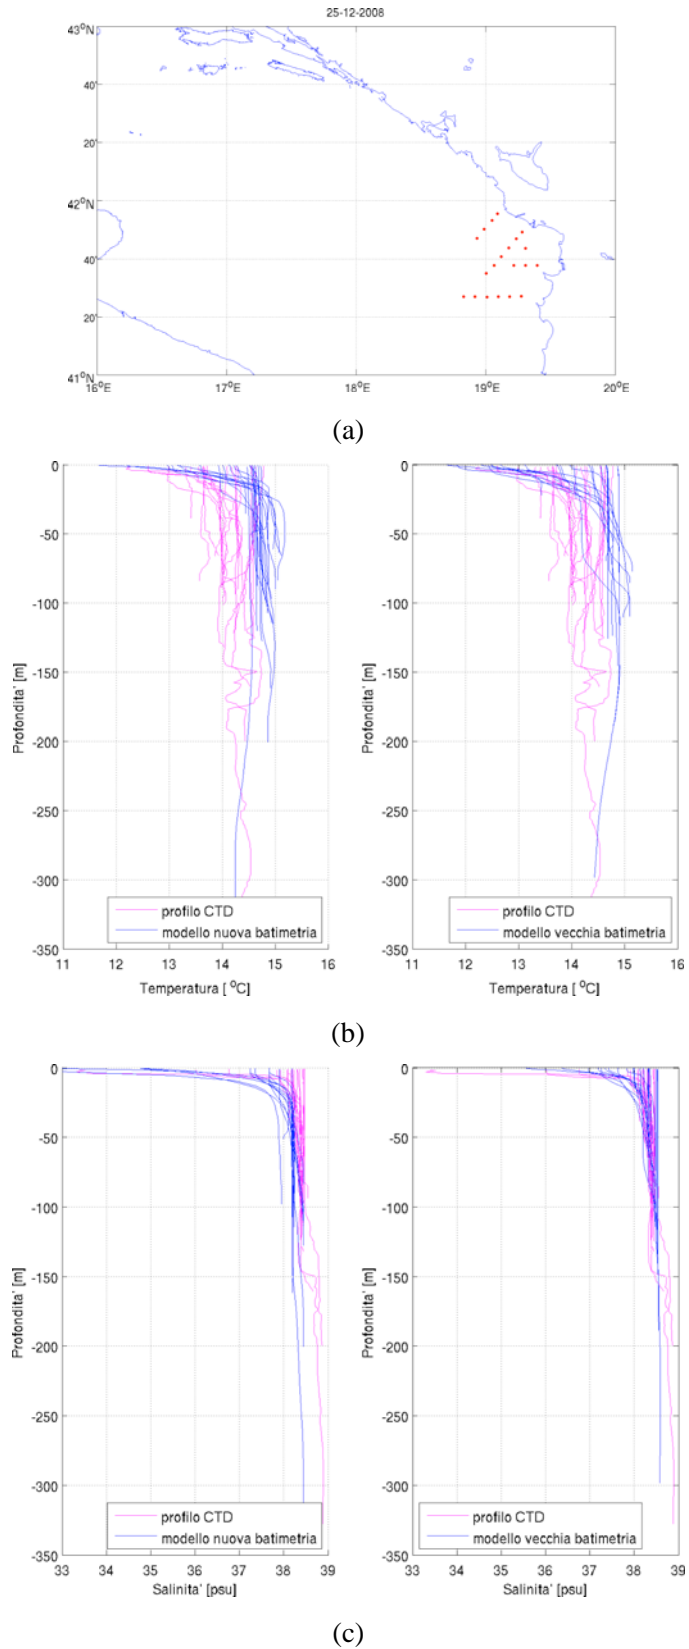 25-12-2008
43°N
40'
20'
42°N
40'
20'
41°N
16°E 17°E 18°E 19°E 20°E
(a)
0 0
-50 -50
-100 -100
-150 -150
-200 -200
-250 -250
-300 -300
-350 -350
Profondita' [m] Profondita' [m]
profilo CTD profilo CTD
modello nuova batimetria modello vecchia batimetria
11 12 13 14 15 16 11 12 13 14 15 16
Temperatura [ °C] Temperatura [ °C]
(b)
0 0
-50 -50
-100 -100
-150 -150
-200 -200
-250 -250
-300 -300
-350 -350
Profondita' [m] Profondita' [m]
profilo CTD profilo CTD
modello nuova batimetria modello vecchia batimetria
33 34 35 36 37 38 39 33 34 35 36 37 38 39
Salinita' [psu] Salinita' [psu]
(c)